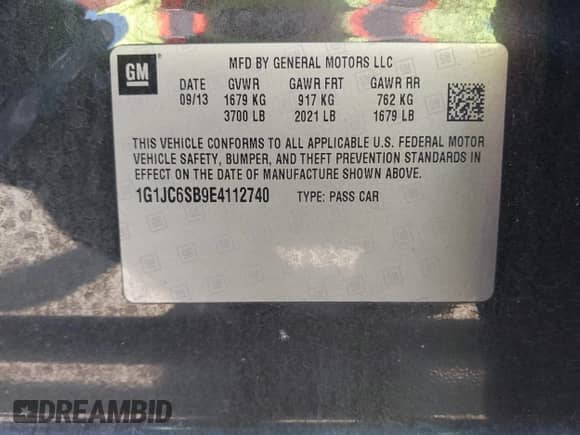 GM
MFD BY GENERAL MOTORS LLC
DATE GVWR GAWR FRT GAWR RR
09/13 1679 KG 917 KG 762 KG
3700 LB 2021 LB 1679 LB
THIS VEHICLE CONFORMS TO ALL APPLICABLE U.S. FEDERAL MOTOR
VEHICLE SAFETY, BUMPER, AND THEFT PREVENTION STANDARDS IN
EFFECT ON THE DATE OF MANUFACTURE SHOWN ABOVE.
1G1JC6SB9E4112740 TYPE: PASS CAR
DREAMBID